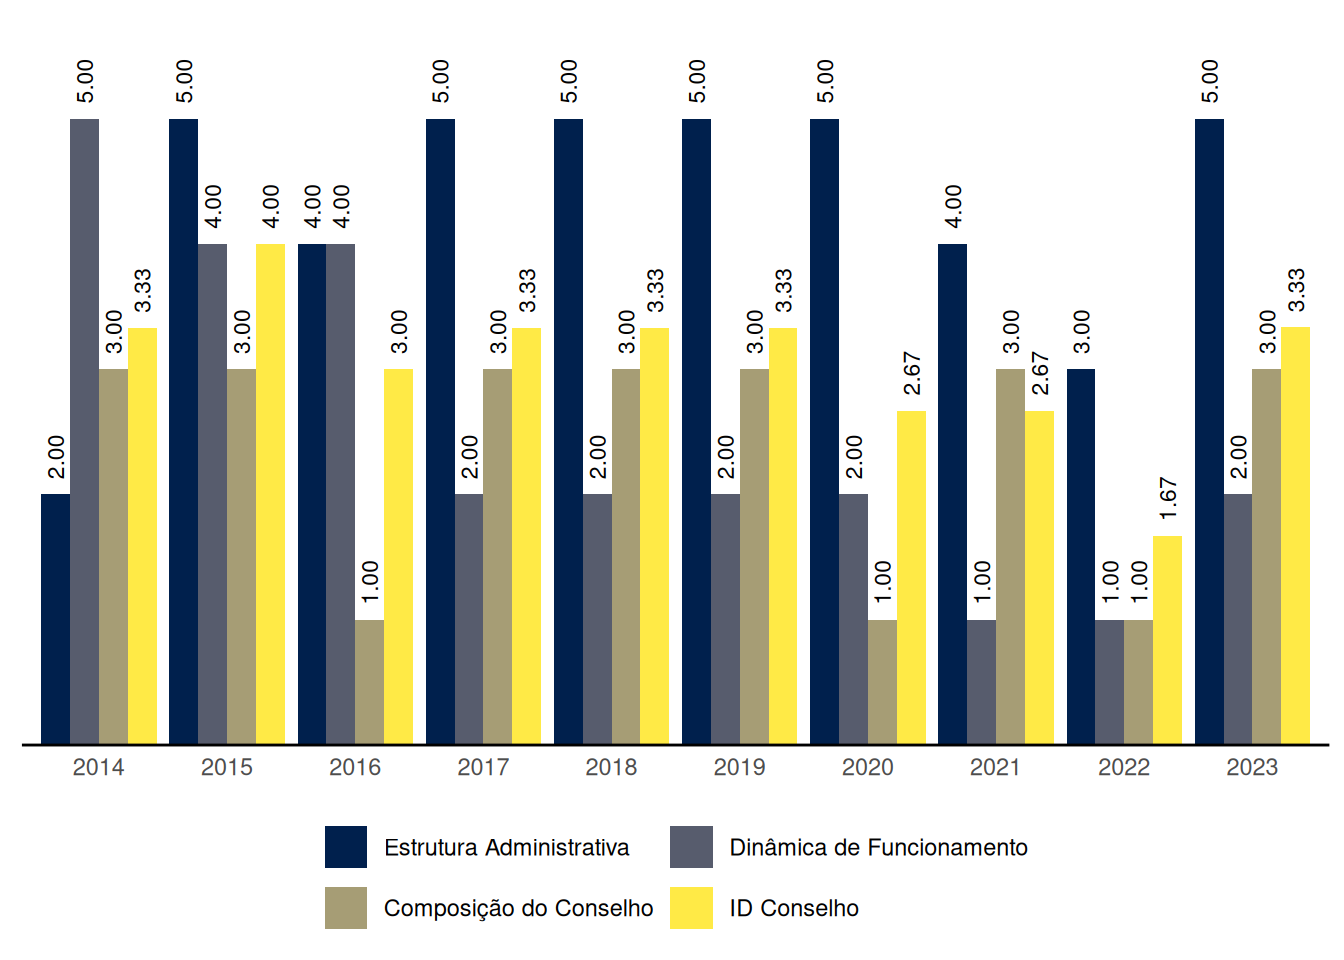 2.00 5.00 3.00 3.33
5.00 4.00 3.00 4.00
4.00 4.00 1.00 3.00
5.00 2.00 3.00 3.33
5.00 2.00 3.00 3.33
5.00 2.00 3.00 3.33
5.00 2.00 1.00 2.67
4.00 1.00 3.00 2.67
3.00 1.00 1.00 1.67
5.00 2.00 3.00 3.33
2014 2015 2016 2017 2018 2019 2020 2021 2022 2023
Estrutura Administrativa Dinâmica de Funcionamento
Composição do Conselho ID Conselho